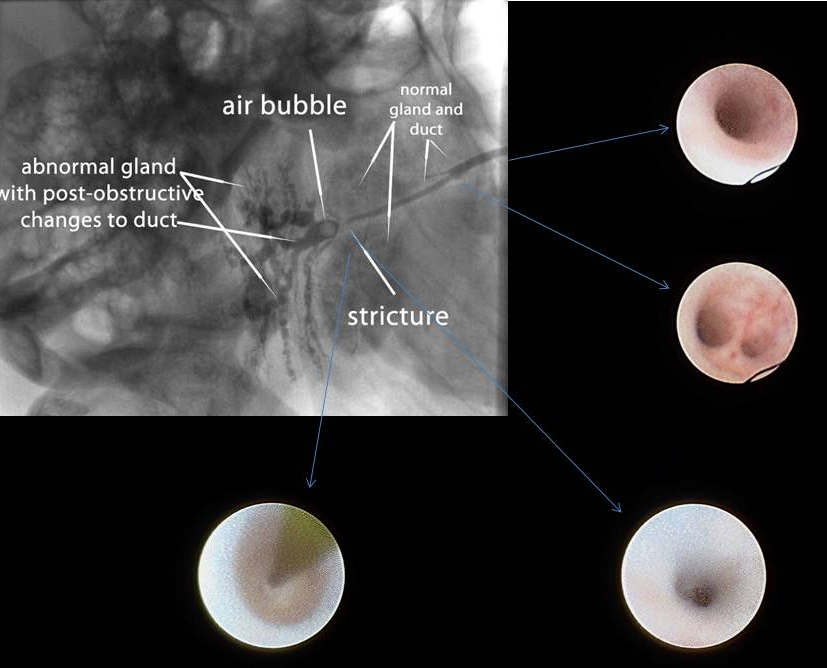 air bubble
normal
gland and
duct
abnormal gland
with post-obstructive
changes to duct
stricture